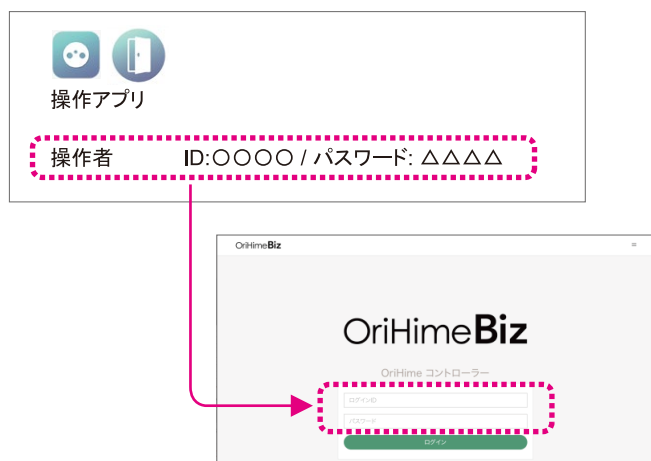 操作アプリ
操作者 ID:〇〇〇〇 / パスワード: △△△△
OriHimeBiz
OriHimeBiz
OriHime コントローラー
ログインID
パスワード
ログイン